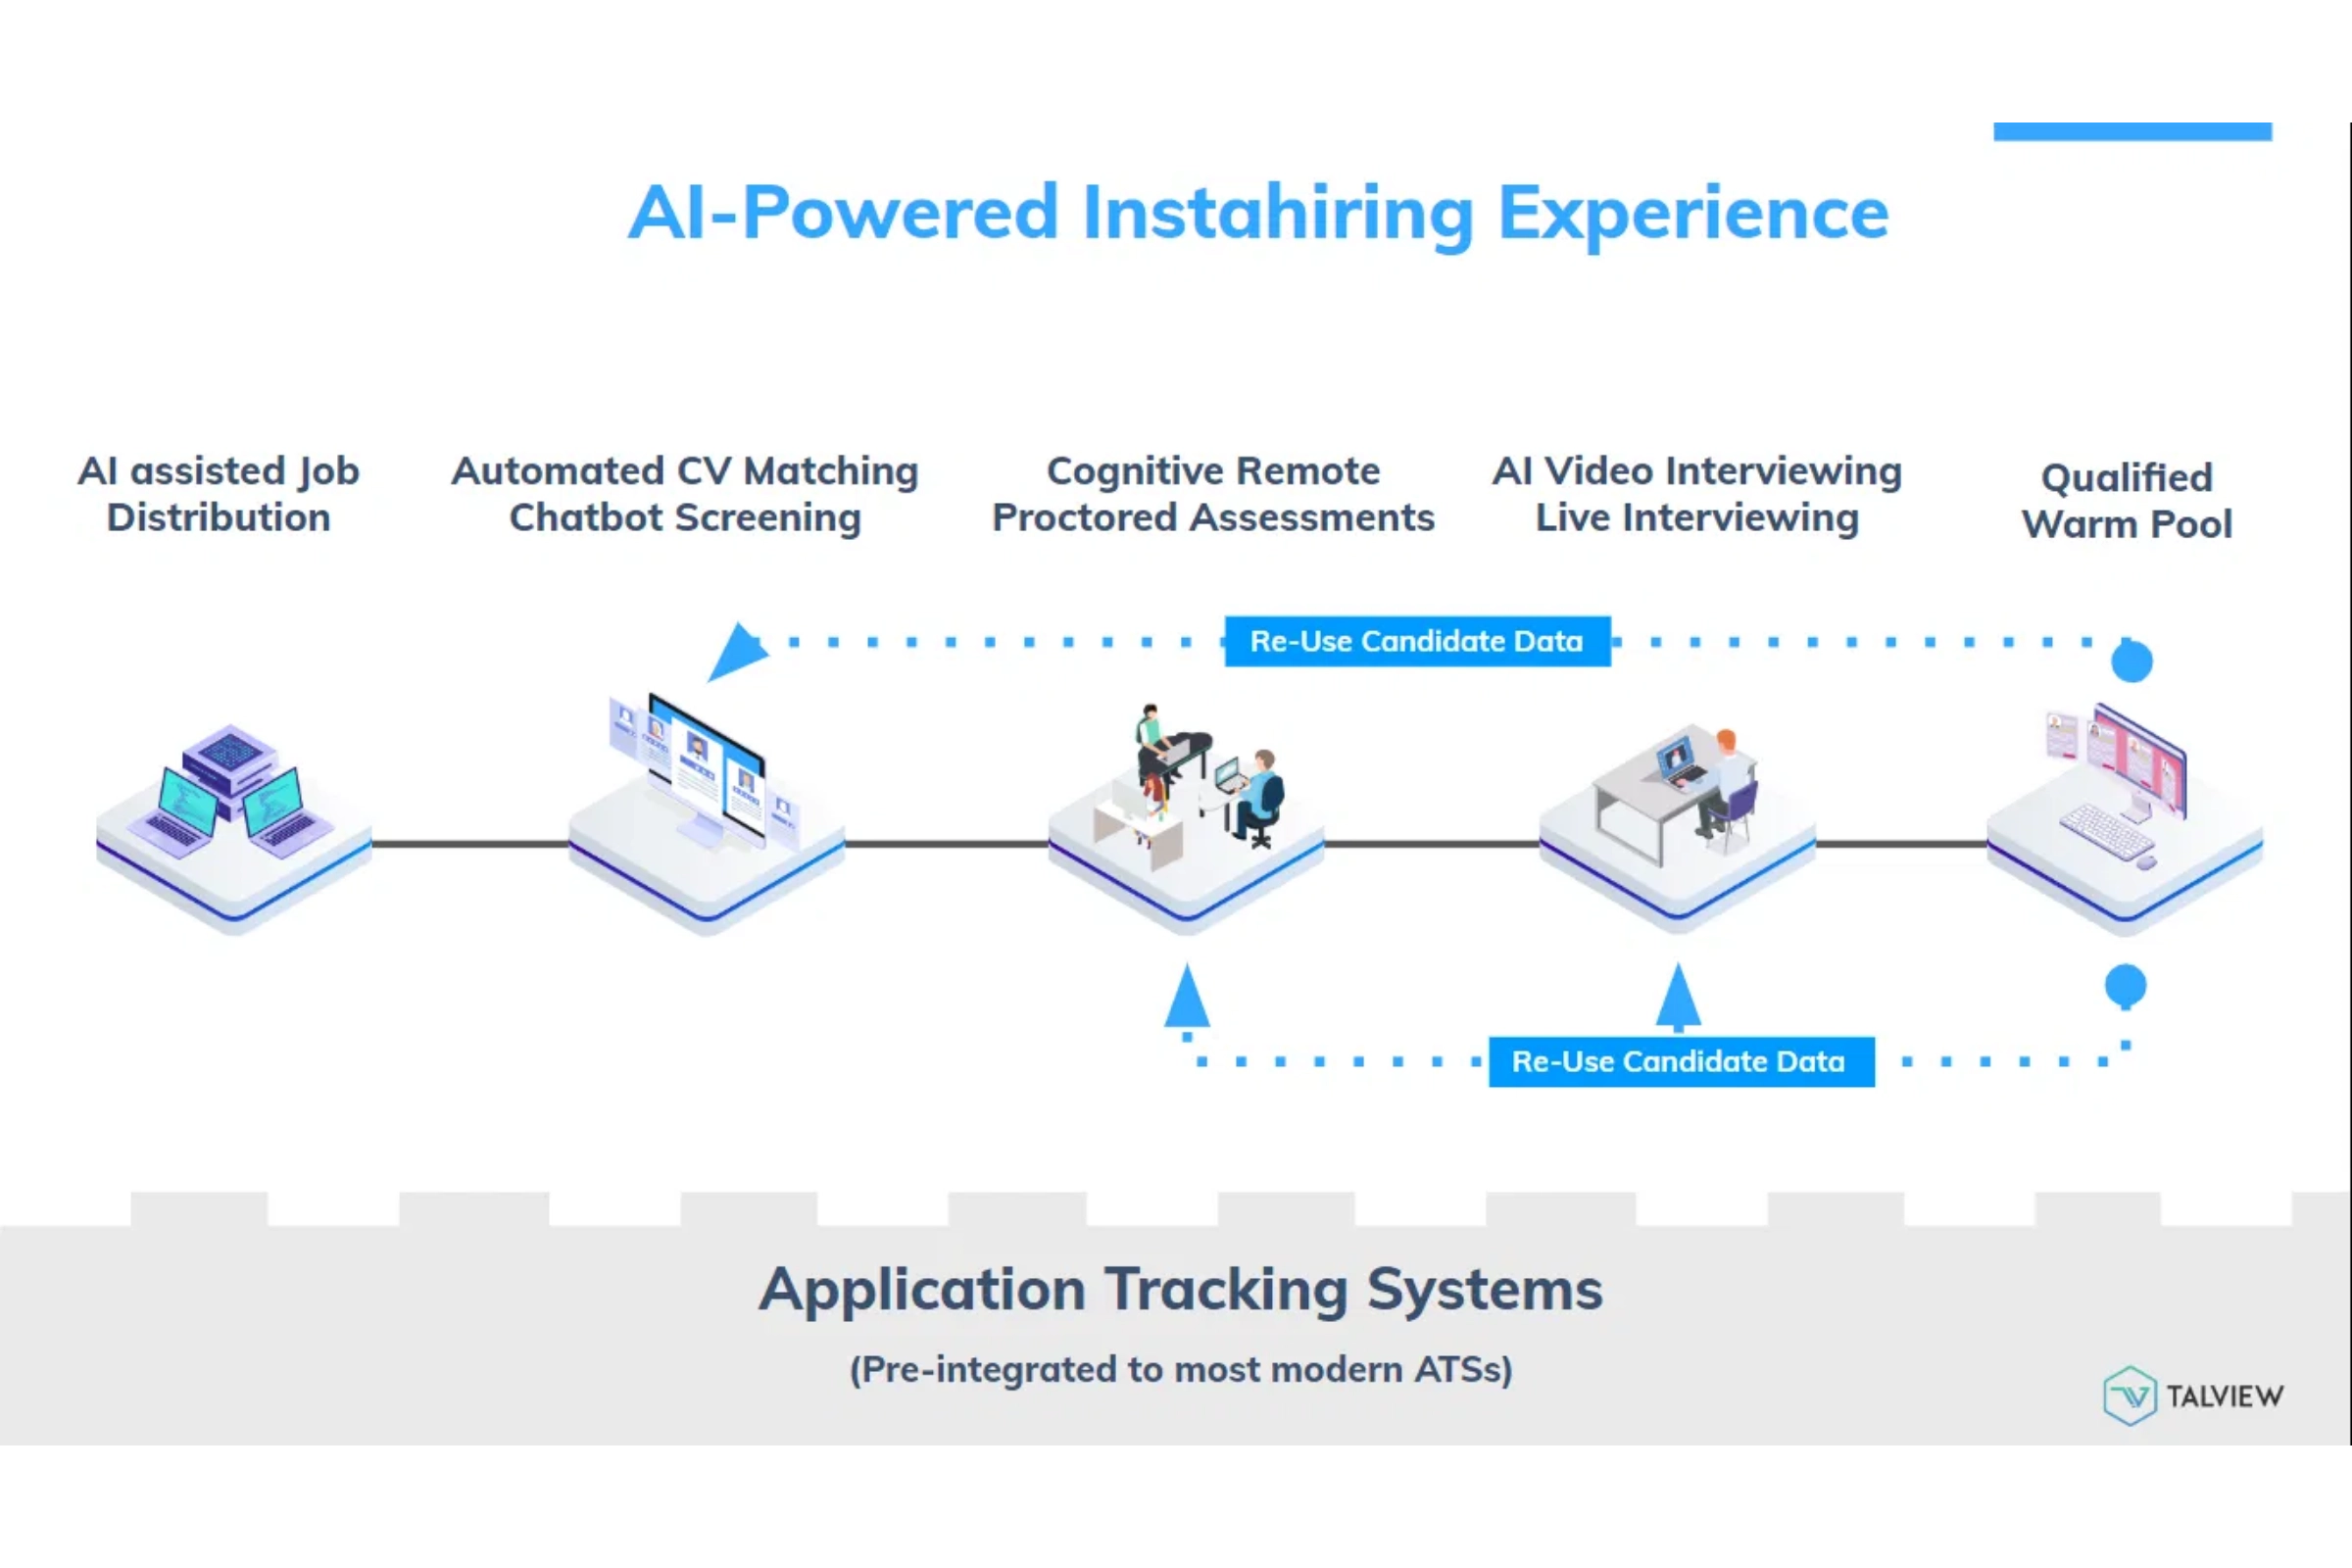 AI-Powered Instahiring Experience
AI assisted Job
Distribution
Automated CV Matching
Chatbot Screening
Cognitive Remote
Proctored Assessments
AI Video Interviewing
Live Interviewing
Qualified
Warm Pool
Re-Use Candidate Data
Re-Use Candidate Data
Application Tracking Systems
(Pre-integrated to most modern ATSs)
TALVIEW